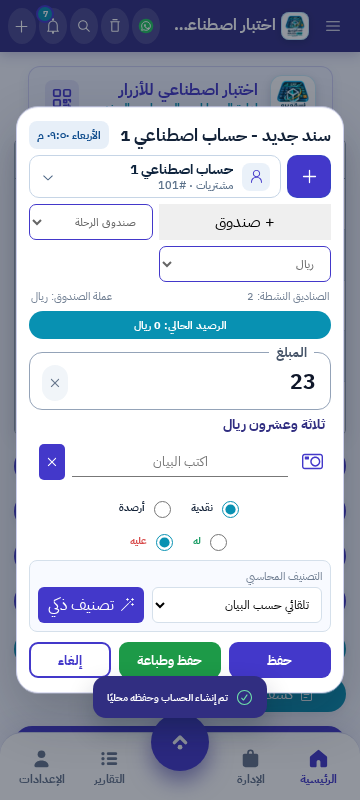 اختبار اصطناعي...
7
اختبار اصطناعي للأزرار
سند جديد - حساب اصطناعي 1
الأربعاء ٠٩:٥٠ م
حساب اصطناعي 1
مشتريات · #101
+ صندوق
صندوق الرحلة
ريال
الصناديق النشطة: 2
عملة الصندوق: ريال
الرصيد الحالي: 0 ريال
المبلغ
23
ثلاثة وعشرون ريال
اكتب البيان
نقدية
أرصدة
له
عليه
التصنيف المحاسبي
تلقائي حسب البيان
تصنيف ذكي
حفظ
حفظ وطباعة
إلغاء
تم إنشاء الحساب وحفظه محليًا
الرئيسية
الإدارة
التقارير
الإعدادات